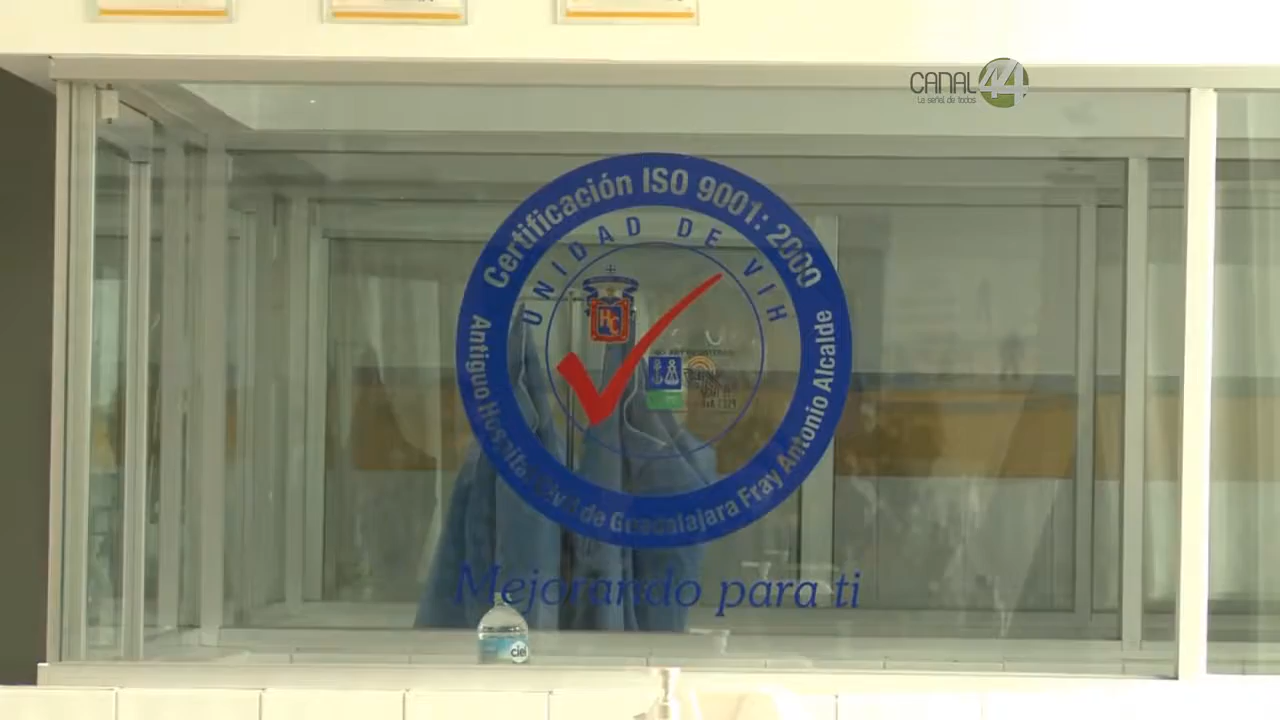 CANAL 44
La señal de todos
Certificación ISO 9001: 2000
UNIDAD DE VIH
HC
Antiguo Hospital Civil de Guadalajara Fray Antonio Alcalde
Mejorando para ti
ciel